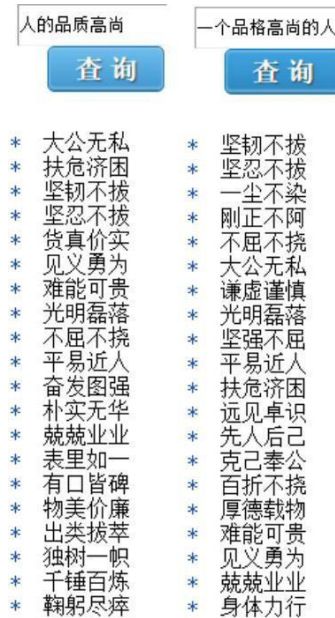 人的品质高尚
查询
* 大公无私
* 扶危济困
* 坚韧不拔
* 坚忍不拔
* 货真价实
* 见义勇为
* 难能可贵
* 光明磊落
* 不屈不挠
* 平易近人
* 奋发图强
* 朴实无华
* 兢兢业业
* 表里如一
* 有口皆碑
* 物美价廉
* 出类拔萃
* 独树一帜
* 千锤百炼
* 鞠躬尽瘁
一个品格高尚的人
查询
* 坚韧不拔
* 坚忍不拔
* 一尘不染
* 刚正不阿
* 不屈不挠
* 大公无私
* 谦虚谨慎
* 光明磊落
* 坚强不屈
* 平易近人
* 扶危济困
* 远见卓识
* 先人后己
* 克己奉公
* 百折不挠
* 厚德载物
* 难能可贵
* 见义勇为
* 兢兢业业
* 身体力行